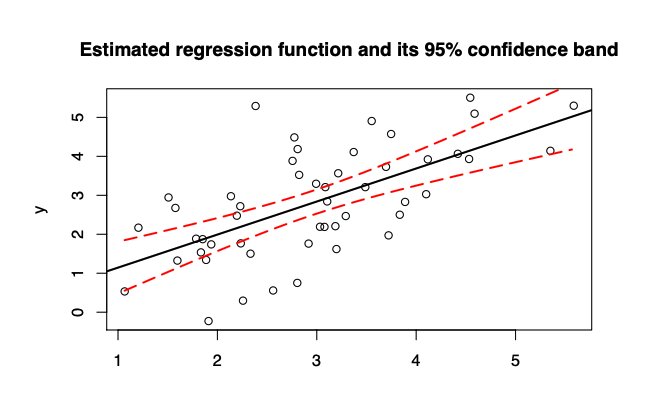 Estimated regression function and its 95% confidence band
5
4
3
2
1
0
y
1 2 3 4 5